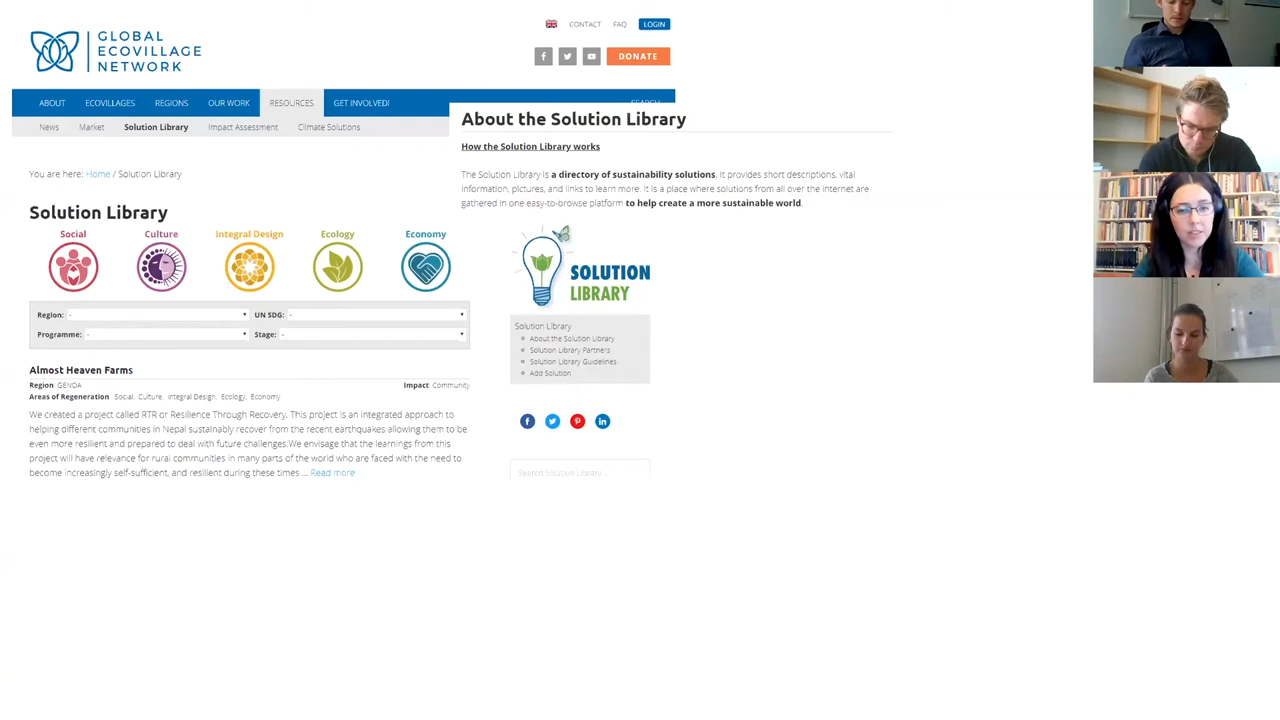 CONTACT FAQ LOGIN
GLOBAL
ECOVILLAGE
NETWORK
DONATE
ABOUT ECOVILLAGES REGIONS OUR WORK RESOURCES GET INVOLVED!
News Market Solution Library Impact Assessment Climate Solutions
You are here: Home / Solution Library
Solution Library
Social Culture Integral Design Ecology Economy
Region: - UN SDG: -
Programme: - Stage: -
Almost Heaven Farms
Region GENOA Impact: Community
Areas of Regeneration Social, Culture, Integral Design, Ecology, Economy
We created a project called RTR or Resilience Through Recovery. This project is an integrated approach to
helping different communities in Nepal sustainably recover from the recent earthquakes allowing them to be
even more resilient and prepared to deal with future challenges.We envisage that the learnings from this
project will have relevance for rural communities in many parts of the world who are faced with the need to
become increasingly self-sufficient, and resilient during these times ... Read more
About the Solution Library
How the Solution Library works
The Solution Library is a directory of sustainability solutions. It provides short descriptions, vital
information, pictures, and links to learn more. It is a place where solutions from all over the internet are
gathered in one easy-to-browse platform to help create a more sustainable world.
SOLUTION
LIBRARY
Solution Library
About the Solution Library
Solution Library Partners
Solution Library Guidelines
Add Solution
Search Solution Library ...